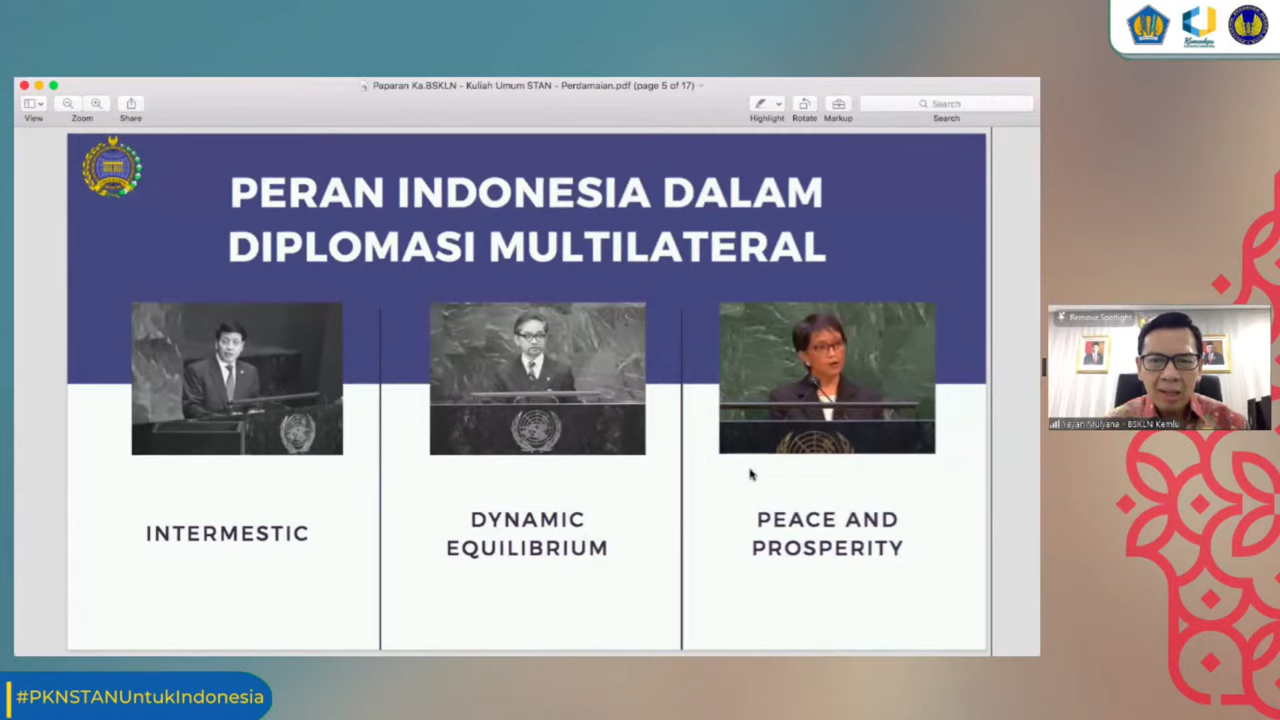 Paparan Ka.BSKLN - Kuliah Umum STAN - Perdamaian.pdf (page 5 of 17)
View
Zoom
Share
Highlight
Rotate
Markup
Search
Search
PERAN INDONESIA DALAM
DIPLOMASI MULTILATERAL
INTERMESTIC
DYNAMIC
EQUILIBRIUM
PEACE AND
PROSPERITY
Remove Spotlight
Yayan Mulyana - BSKLN Kemlu
#PKNSTANUntukIndonesia